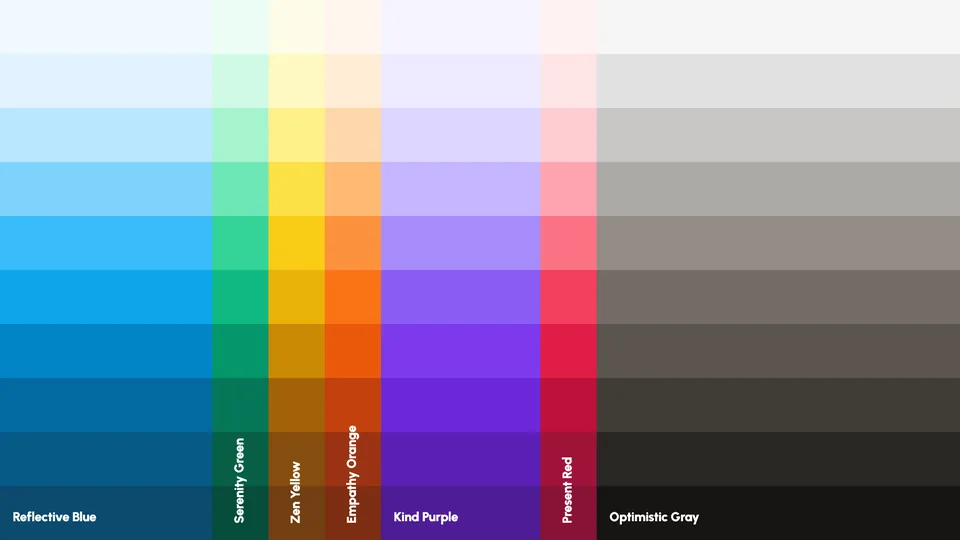 Reflective Blue
Serenity Green
Zen Yellow
Empathy Orange
Kind Purple
Present Red
Optimistic Gray